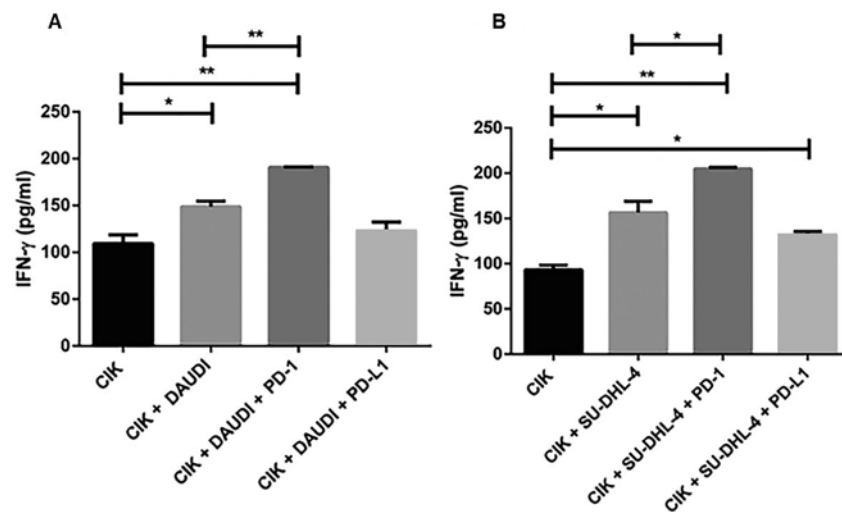 A
**
**
*
250
200
150
100
50
0
IFN-γ (pg/ml)
CIK
CIK + DAUDI
CIK + DAUDI + PD-1
CIK + DAUDI + PD-L1
B
*
**
*
*
250
200
150
100
50
0
IFN-γ (pg/ml)
CIK
CIK + SU-DHL-4
CIK + SU-DHL-4 + PD-1
CIK + SU-DHL-4 + PD-L1